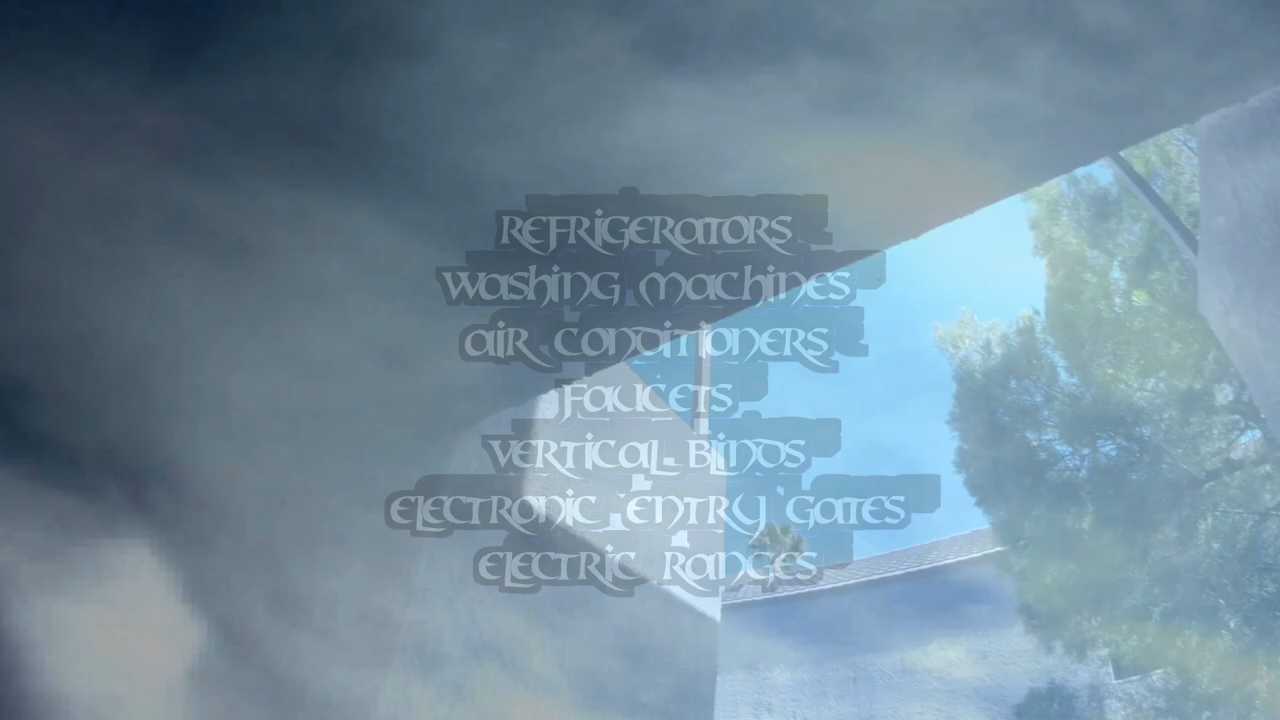 REFRIGERATORS
WASHING MACHINES
AIR CONDITIONERS
FAUCETS
VERTICAL BLINDS
ELECTRONIC ENTRY GATES
ELECTRIC RANGES